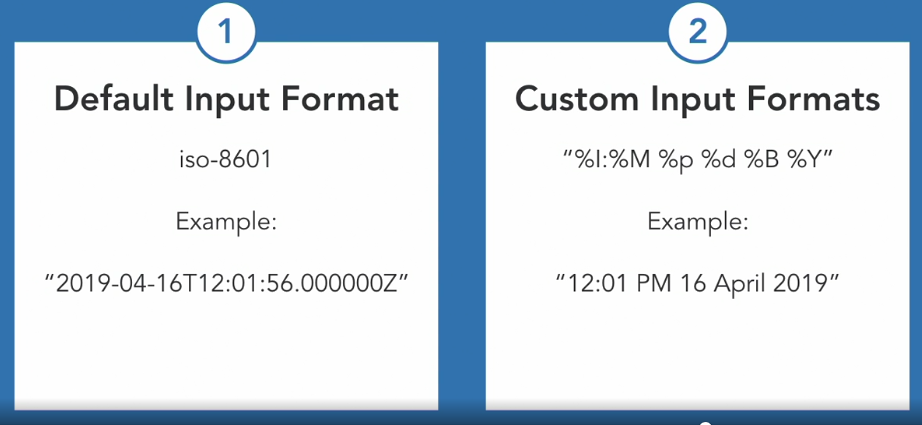 1
Default Input Format
iso-8601
Example:
“2019-04-16T12:01:56.000000Z”
2
Custom Input Formats
“%I:%M %p %d %B %Y”
Example:
“12:01 PM 16 April 2019”